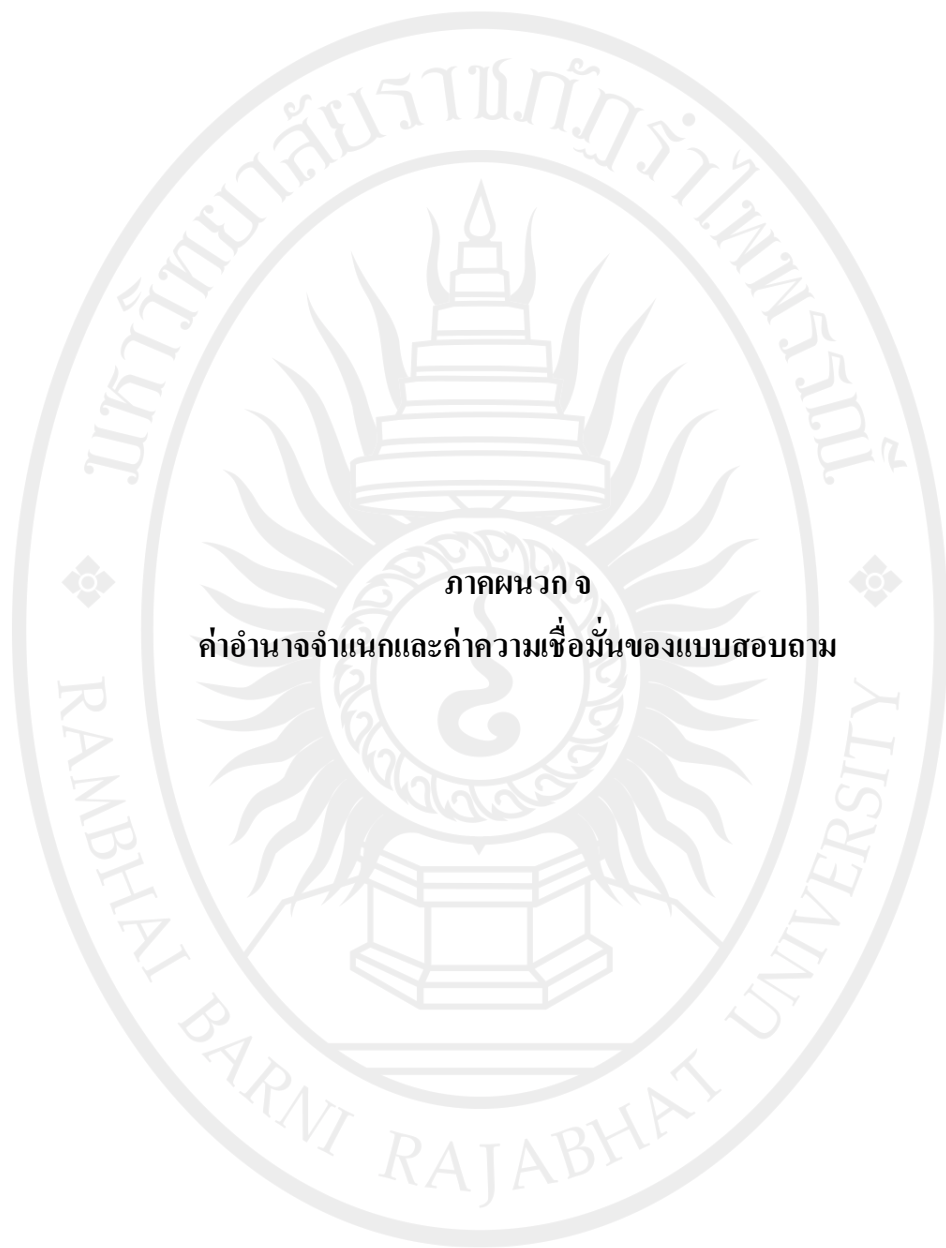 มหาวิทยาลัยราชภัฏรำไพพรรณี
ภาคผนวก จ
ค่าอำนาจจำแนกและค่าความเชื่อมั่นของแบบสอบถาม
RAMBHAI BARNI RAJABHAT UNIVERSITY